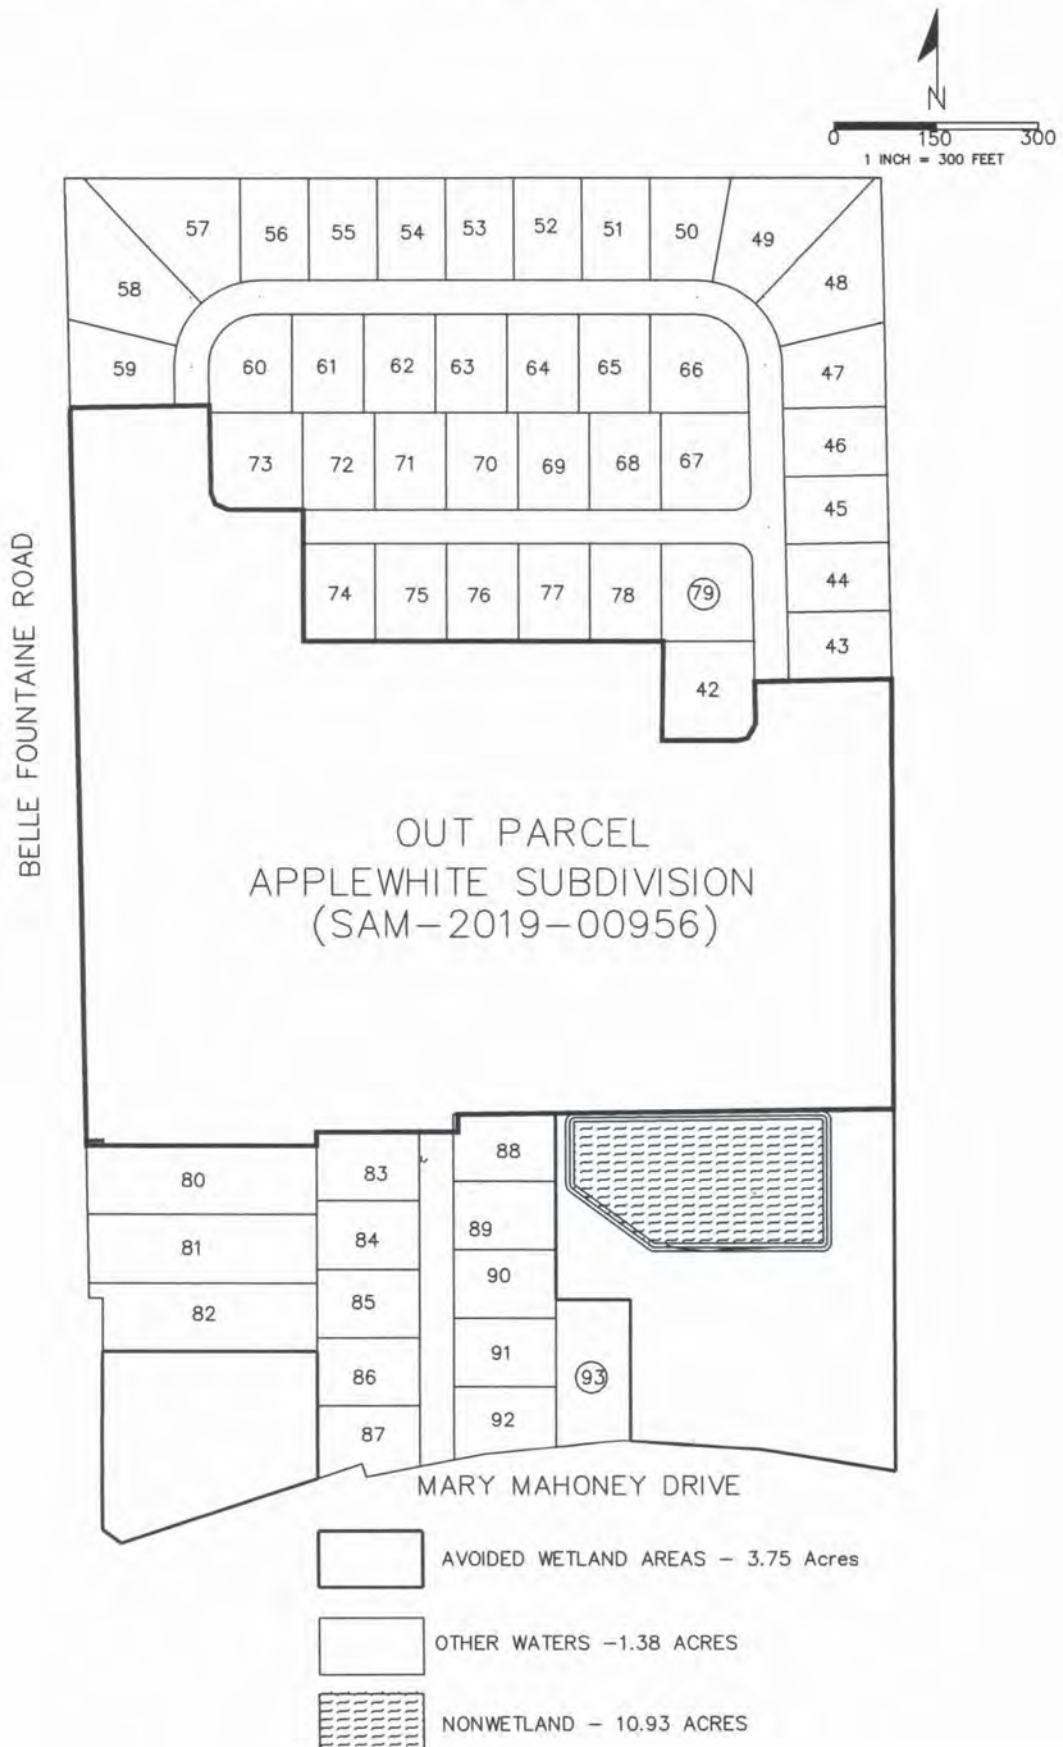 N
0 150 300
1 INCH = 300 FEET
57 56 55 54 53 52 51 50 49
58 48
59 60 61 62 63 64 65 66 47
73 72 71 70 69 68 67 46
45
74 75 76 77 78 79 44
43
42
BELLE FOUNTAINE ROAD
OUT PARCEL
APPLEWHITE SUBDIVISION
(SAM-2019-00956)
80 83 88
81 84 89
82 85 90
86 91 93
87 92
MARY MAHONEY DRIVE
AVOIDED WETLAND AREAS - 3.75 Acres
OTHER WATERS -1.38 ACRES
NONWETLAND - 10.93 ACRES